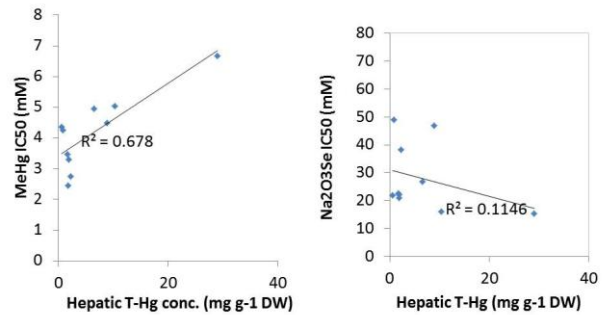 8
7
6
5
4
3
2
1
0
MeHg IC50 (mM)
R² = 0.678
0 20 40
Hepatic T-Hg conc. (mg g-1 DW)
80
70
60
50
40
30
20
10
0
Na2O3Se IC50 (mM)
R² = 0.1146
0 20 40
Hepatic T-Hg (mg g-1 DW)